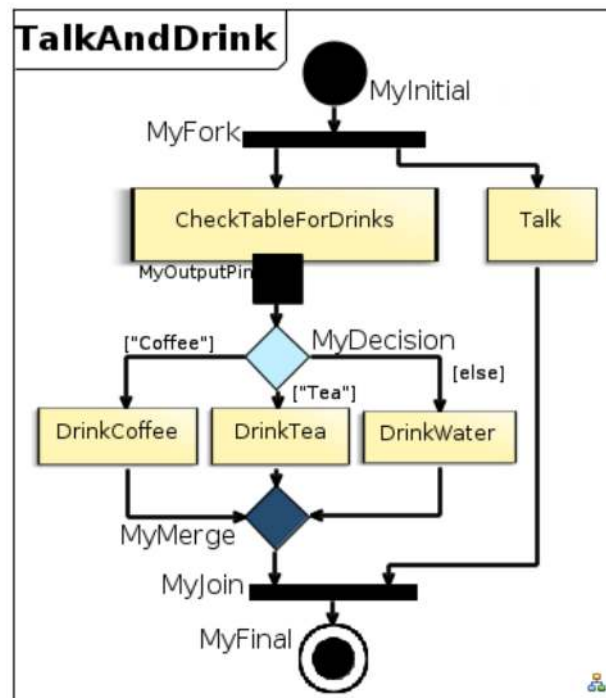 TalkAndDrink
MyInitial
MyFork
CheckTableForDrinks
Talk
MyOutputPin
MyDecision
["Coffee"]
["Tea"]
[else]
DrinkCoffee
DrinkTea
DrinkWater
MyMerge
MyJoin
MyFinal